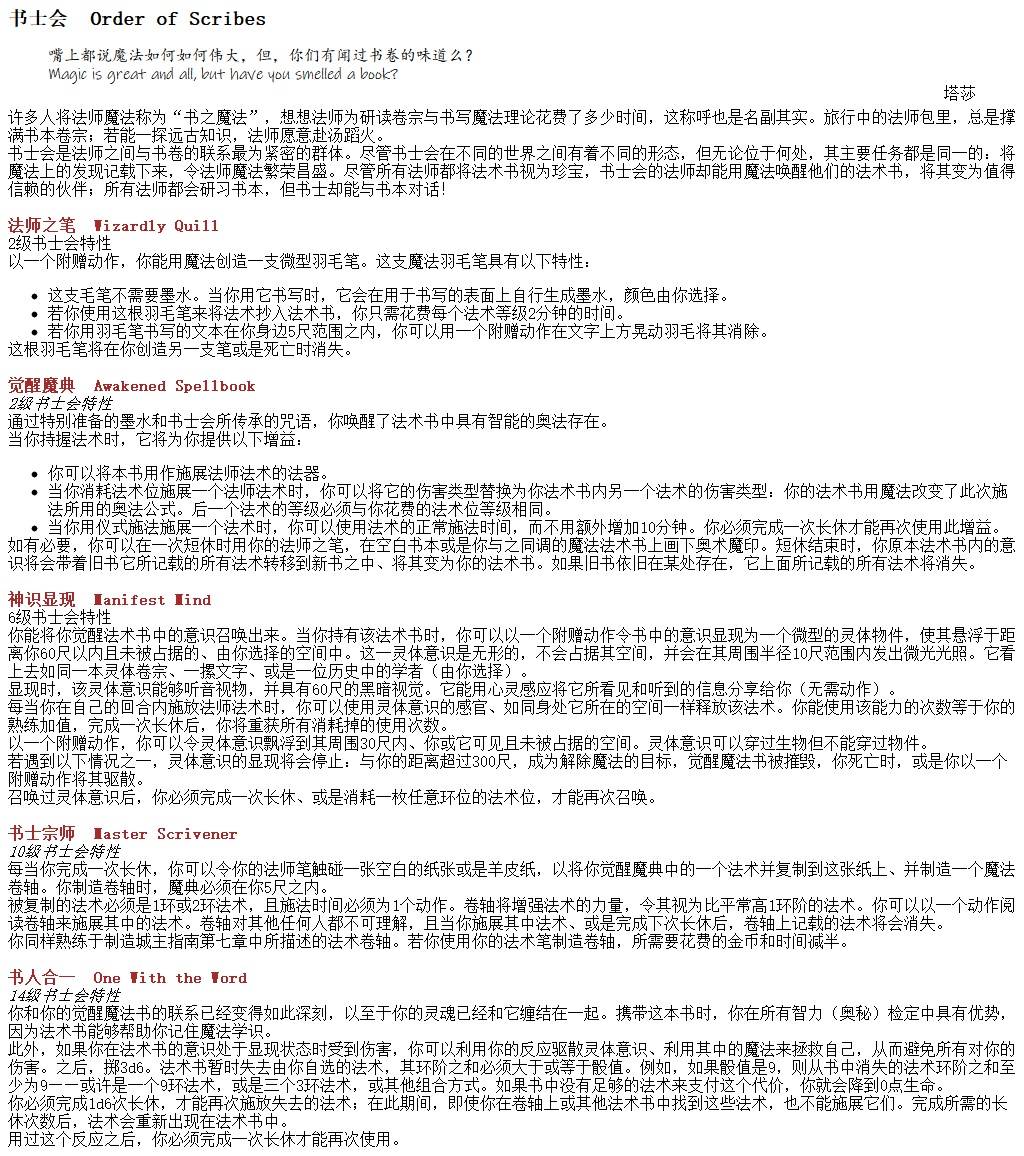 书士会  Order of Scribes
嘴上都说魔法如何如何伟大，但，你们有闻过书卷的味道么？
Magic is great and all, but have you smelled a book?
塔莎
许多人将法师魔法称为“书之魔法”，想想法师为研读卷宗与书写魔法理论花费了多少时间，这称呼也是名副其实。旅行中的法师包里，总是撑
满书本卷宗；若能一探远古知识，法师愿意赴汤蹈火。
书士会是法师之间与书卷的联系最为紧密的群体。尽管书士会在不同的世界之间有着不同的形态，但无论位于何处，其主要任务都是同一的：将
魔法上的发现记载下来，令法师魔法繁荣昌盛。尽管所有法师都将法术书视为珍宝，书士会的法师却能用魔法唤醒他们的法术书，将其变为值得
信赖的伙伴；所有法师都会研习书本，但书士却能与书本对话！
法师之笔  Wizardly Quill
2级书士会特性
以一个附赠动作，你能用魔法创造一支微型羽毛笔。这支魔法羽毛笔具有以下特性：
• 这支毛笔不需要墨水。当你用它书写时，它会在用于书写的表面上自行生成墨水，颜色由你选择。
• 若你使用这根羽毛笔来将法术抄入法术书，你只需花费每个法术等级2分钟的时间。
• 若你用羽毛笔书写的文本在你身边5尺范围之内，你可以用一个附赠动作在文字上方晃动羽毛将其消除。
这根羽毛笔将在你创造另一支笔或是死亡时消失。
觉醒魔典  Awakened Spellbook
2级书士会特性
通过特别准备的墨水和书士会所传承的咒语，你唤醒了法术书中具有智能的奥法存在。
当你持握法术时，它将为你提供以下增益：
• 你可以将本书用作施展法师法术的法器。
• 当你消耗法术位施展一个法师法术时，你可以将它的伤害类型替换为你法术书内另一个法术的伤害类型：你的法术书用魔法改变了此次施
法所用的奥法公式。后一个法术的等级必须与你花费的法术位等级相同。
• 当你用仪式施法施展一个法术时，你可以使用法术的正常施法时间，而不用额外增加10分钟。你必须完成一次长休才能再次使用此增益。
如有必要，你可以在一次短休时用你的法师之笔，在空白书本或是你与之同调的魔法法术书上画下奥术魔印。短休结束时，你原本法术书内的意
识将会带着旧书它所记载的所有法术转移到新书之中、将其变为你的法术书。如果旧书依旧在某处存在，它上面所记载的所有法术将消失。
神识显现  Manifest Mind
6级书士会特性
你能将你觉醒法术书中的意识召唤出来。当你持有该法术书时，你可以以一个附赠动作令书中的意识显现为一个微型的灵体物件，使其悬浮于距
离你60尺以内且未被占据的、由你选择的空间中。这一灵体意识是无形的，不会占据其空间，并会在其周围半径10尺范围内发出微光光照。它看
上去如同一本灵体卷宗、一摞文字、或是一位历史中的学者（由你选择）。
显现时，该灵体意识能够听音视物，并具有60尺的黑暗视觉。它能用心灵感应将它所看见和听到的信息分享给你（无需动作）。
每当你在自己的回合内施放法师法术时，你可以使用灵体意识的感官、如同身处它所在的空间一样释放该法术。你能使用该能力的次数等于你的
熟练加值，完成一次长休后，你将重获所有消耗掉的使用次数。
以一个附赠动作，你可以令灵体意识飘浮到其周围30尺内、你或它可见且未被占据的空间。灵体意识可以穿过生物但不能穿过物件。
若遇到以下情况之一，灵体意识的显现将会停止：与你的距离超过300尺，成为解除魔法的目标，觉醒魔法书被摧毁，你死亡时，或是你以一个
附赠动作将其驱散。
召唤过灵体意识后，你必须完成一次长休、或是消耗一枚任意环位的法术位，才能再次召唤。
书士宗师  Master Scrivener
10级书士会特性
每当你完成一次长休，你可以令你的法师笔触碰一张空白的纸张或是羊皮纸，以将你觉醒魔典中的一个法术并复制到这张纸上、并制造一个魔法
卷轴。你制造卷轴时，魔典必须在你5尺之内。
被复制的法术必须是1环或2环法术，且施法时间必须为1个动作。卷轴将增强法术的力量，令其视为比平常高1环阶的法术。你可以以一个动作阅
读卷轴来施展其中的法术。卷轴对其他任何人都不可理解，且当你施展其中法术、或是完成下次长休后，卷轴上记载的法术将会消失。
你同样熟练于制造城主指南第七章中所描述的法术卷轴。若你使用你的法术笔制造卷轴，所需要花费的金币和时间减半。
书人合一  One With the Word
14级书士会特性
你和你的觉醒魔法书的联系已经变得如此深刻，以至于你的灵魂已经和它缠结在一起。携带这本书时，你在所有智力（奥秘）检定中具有优势，
因为法术书能够帮助你记住魔法学识。
此外，如果你在法术书的意识处于显现状态时受到伤害，你可以利用你的反应驱散灵体意识、利用其中的魔法来拯救自己，从而避免所有对你的
伤害。之后，掷3d6。法术书暂时失去由你自选的法术，其环阶之和必须大于或等于骰值。例如，如果骰值是9，则从书中消失的法术环阶之和至
少为9——或许是一个9环法术，或是三个3环法术，或其他组合方式。如果书中没有足够的法术来支付这个代价，你就会降到0点生命。
你必须完成1d6次长休，才能再次施放失去的法术；在此期间，即使你在卷轴上或其他法术书中找到这些法术，也不能施展它们。完成所需的长
休次数后，法术会重新出现在法术书中。
用过这个反应之后，你必须完成一次长休才能再次使用。